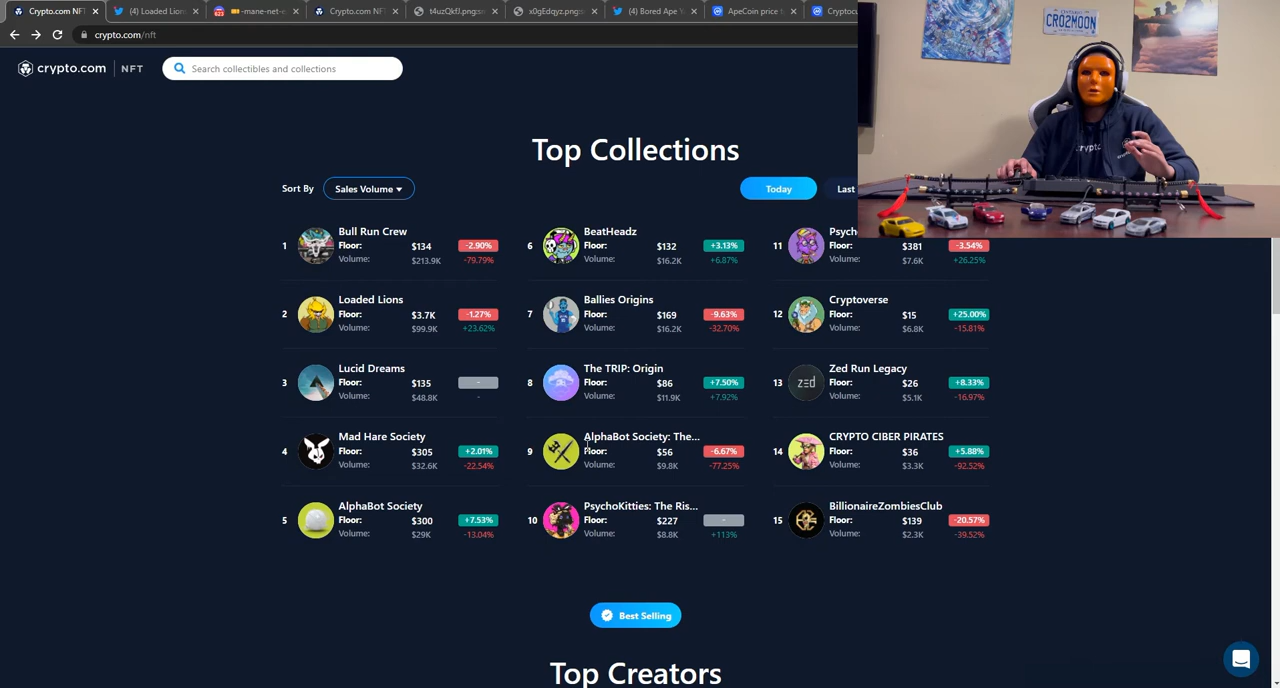 Crypto.com NFT
(4) Loaded Lion
-mane-net-e
Crypto.com NF
t4uzQkfJ.png:sm
x0gEdqyz.png:s
(4) Bored Ape Y
ApeCoin price t
Cryptocu
crypto.com/nft
crypto.com | NFT
Search collectibles and collections
CRO2MOON
crypto
Top Collections
Sort By
Sales Volume
Today
Last
1
Bull Run Crew
Floor: $134 -2.90%
Volume: $213.9K -79.79%
2
Loaded Lions
Floor: $3.7K -1.27%
Volume: $99.9K +23.62%
3
Lucid Dreams
Floor: $135 -
Volume: $48.8K -
4
Mad Hare Society
Floor: $305 +2.01%
Volume: $32.6K -22.54%
5
AlphaBot Society
Floor: $300 +7.53%
Volume: $29K -13.04%
6
BeatHeadz
Floor: $132 +3.13%
Volume: $16.2K +6.87%
7
Ballies Origins
Floor: $169 -9.63%
Volume: $16.2K -32.70%
8
The TRIP: Origin
Floor: $86 +7.50%
Volume: $11.9K +7.92%
9
AlphaBot Society: The...
Floor: $56 -6.67%
Volume: $9.8K -77.25%
10
PsychoKitties: The Ris...
Floor: $227 -
Volume: $8.8K +113%
11
Psych
Floor: $381 -3.54%
Volume: $7.6K +26.25%
12
Cryptoverse
Floor: $15 +25.00%
Volume: $6.8K -15.81%
13
zed
Zed Run Legacy
Floor: $26 +8.33%
Volume: $5.1K -16.97%
14
CRYPTO CIBER PIRATES
Floor: $36 +5.88%
Volume: $3.3K -92.52%
15
BillionaireZombiesClub
Floor: $139 -20.57%
Volume: $2.3K -39.52%
Best Selling
Top Creators